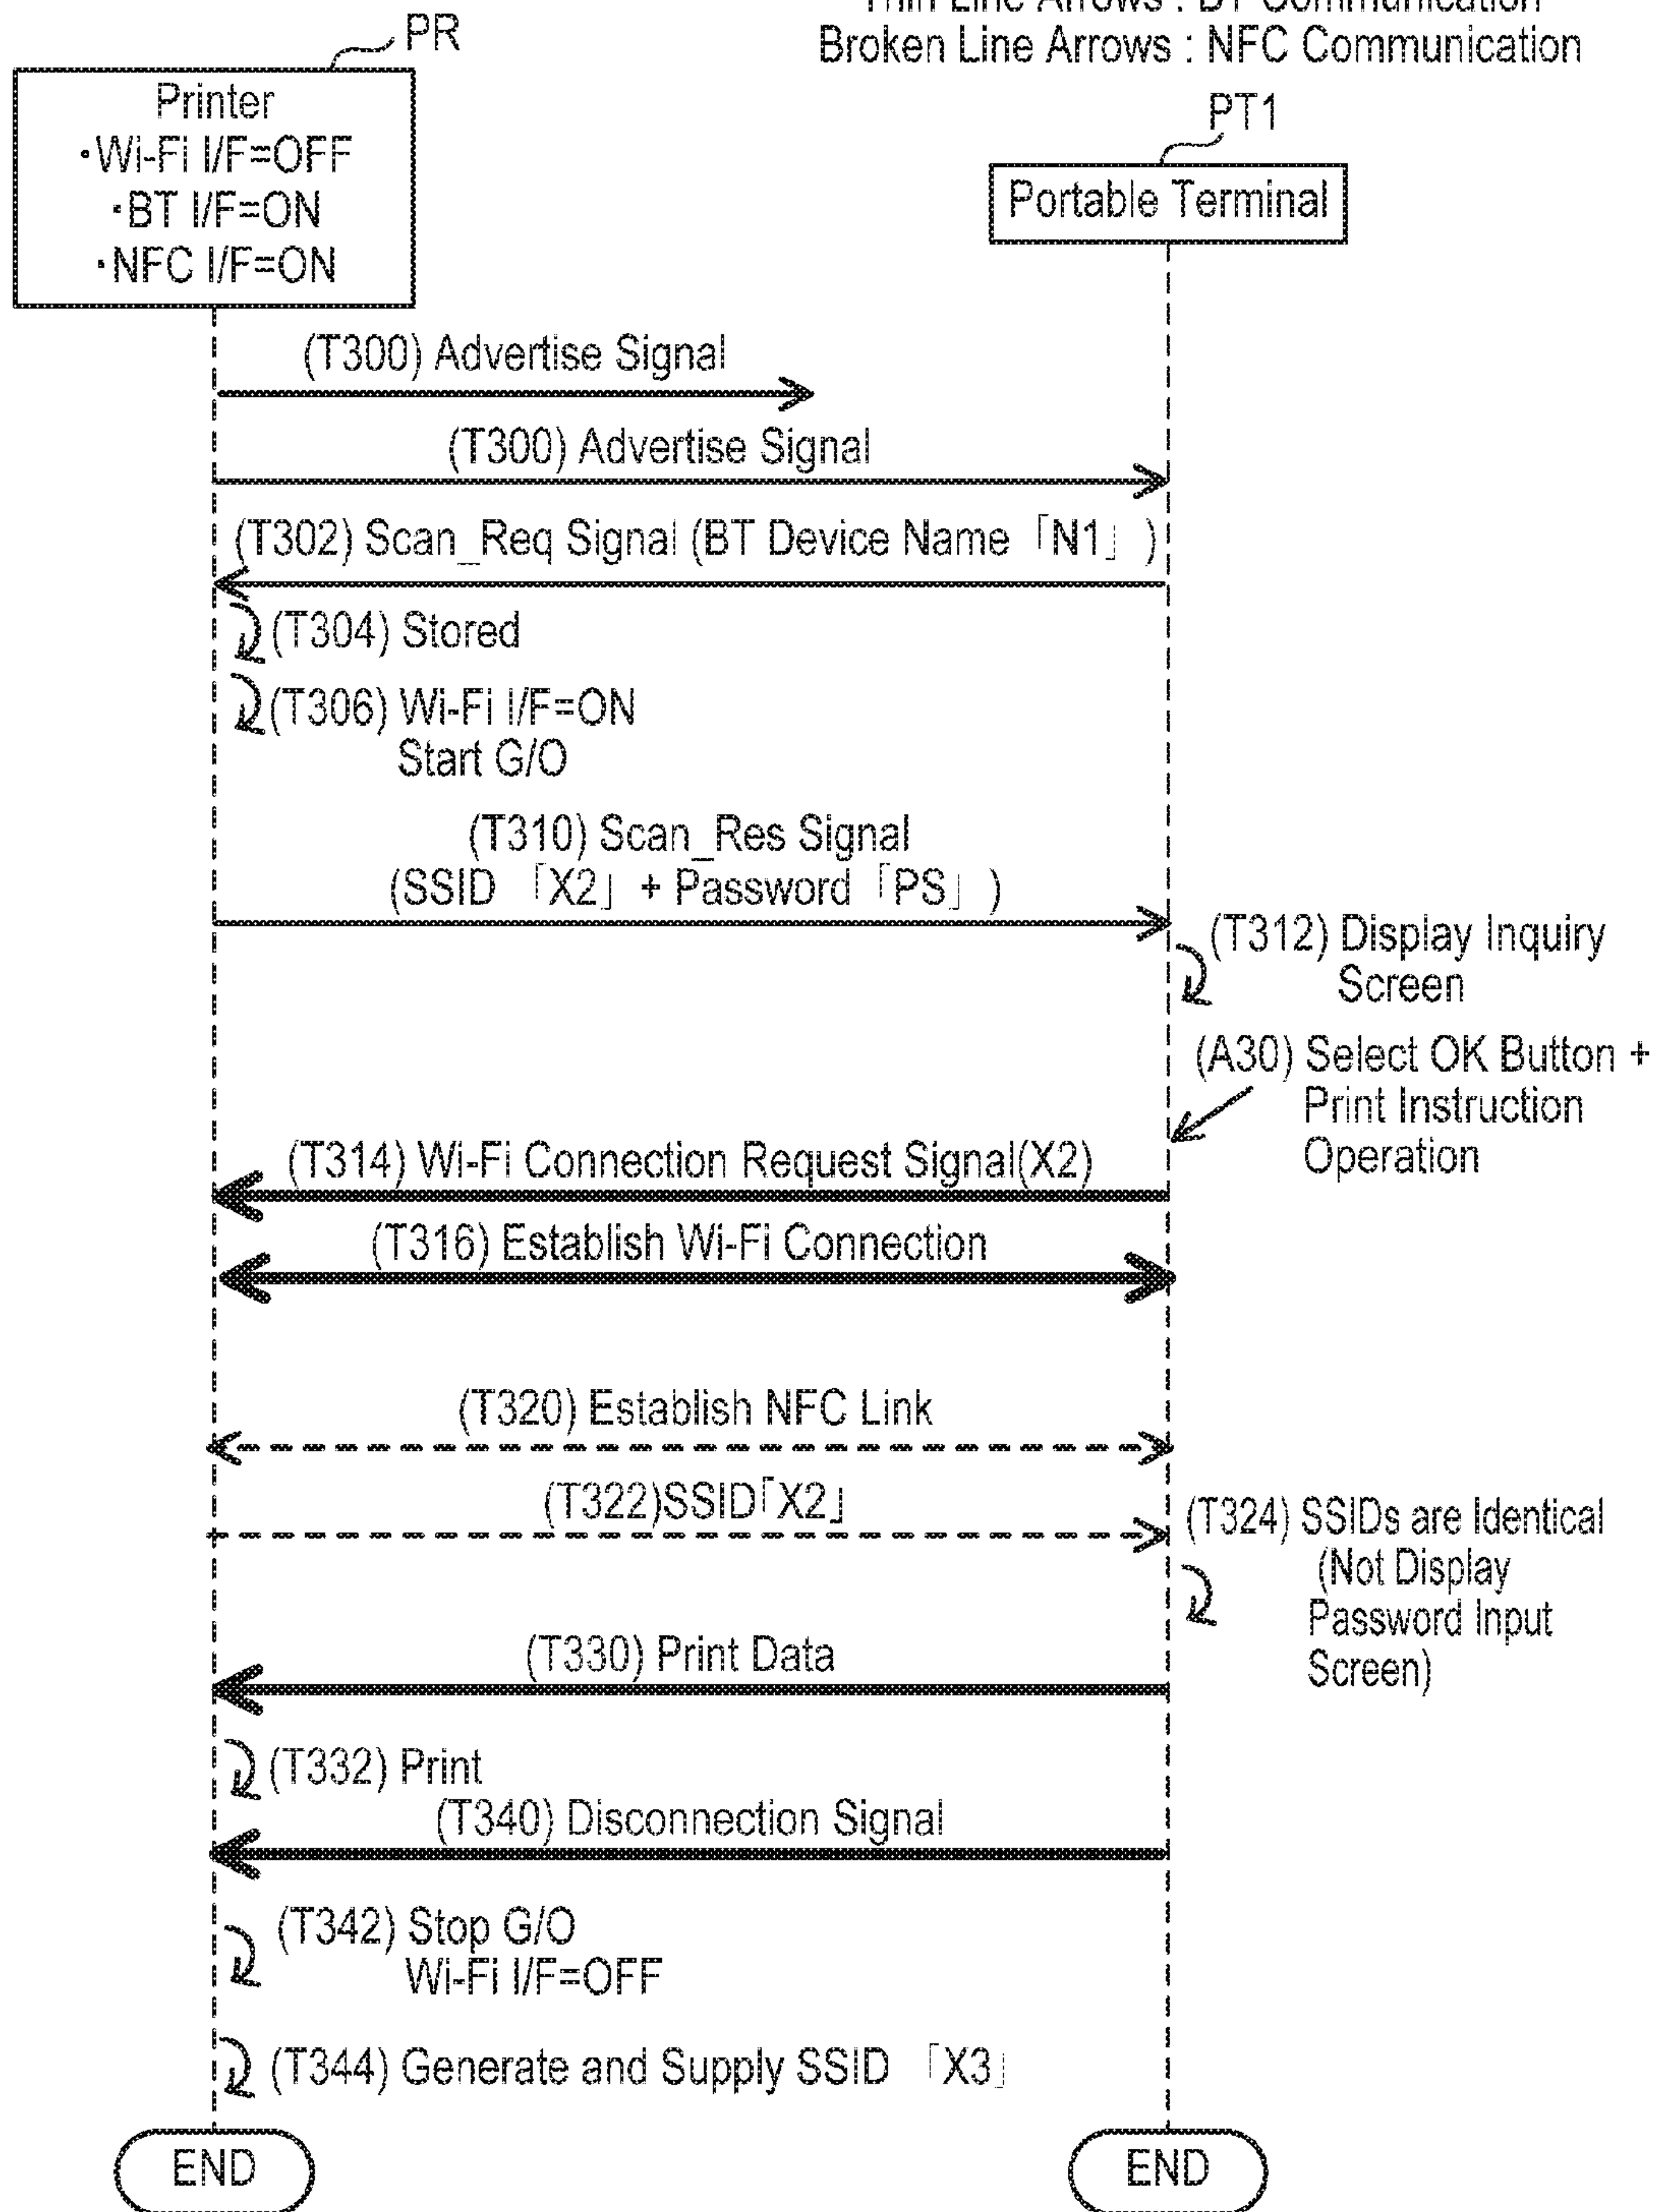 Thin Line Arrows : BT Communication
Broken Line Arrows : NFC Communication
PR
Printer
・Wi-Fi I/F=OFF
・BT I/F=ON
・NFC I/F=ON
PT1
Portable Terminal
(T300) Advertise Signal
(T300) Advertise Signal
(T302) Scan_Req Signal (BT Device Name「N1」)
(T304) Stored
(T306) Wi-Fi I/F=ON
Start G/O
(T310) Scan_Res Signal
(SSID 「X2」 + Password「PS」)
(T312) Display Inquiry
Screen
(A30) Select OK Button +
Print Instruction
Operation
(T314) Wi-Fi Connection Request Signal(X2)
(T316) Establish Wi-Fi Connection
(T320) Establish NFC Link
(T322)SSID「X2」
(T324) SSIDs are Identical
(Not Display
Password Input
Screen)
(T330) Print Data
(T332) Print
(T340) Disconnection Signal
(T342) Stop G/O
Wi-Fi I/F=OFF
(T344) Generate and Supply SSID 「X3」
END
END